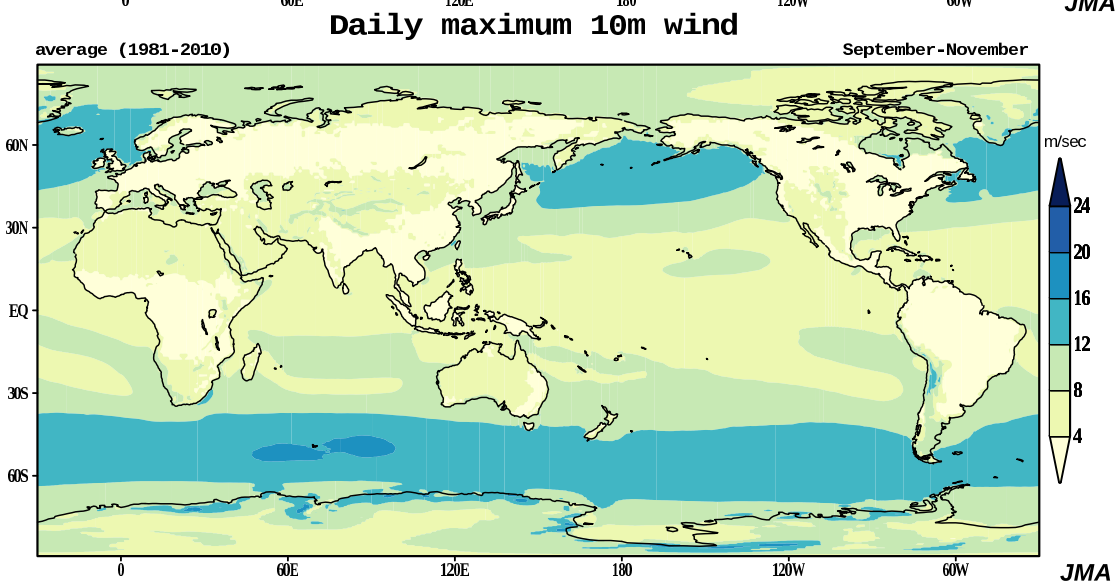 0 60E 120E 180 120W 60W JMA
Daily maximum 10m wind
average (1981-2010) September-November
m/sec
60N
30N
EQ
30S
60S
24
20
16
12
8
4
0 60E 120E 180 120W 60W
JMA